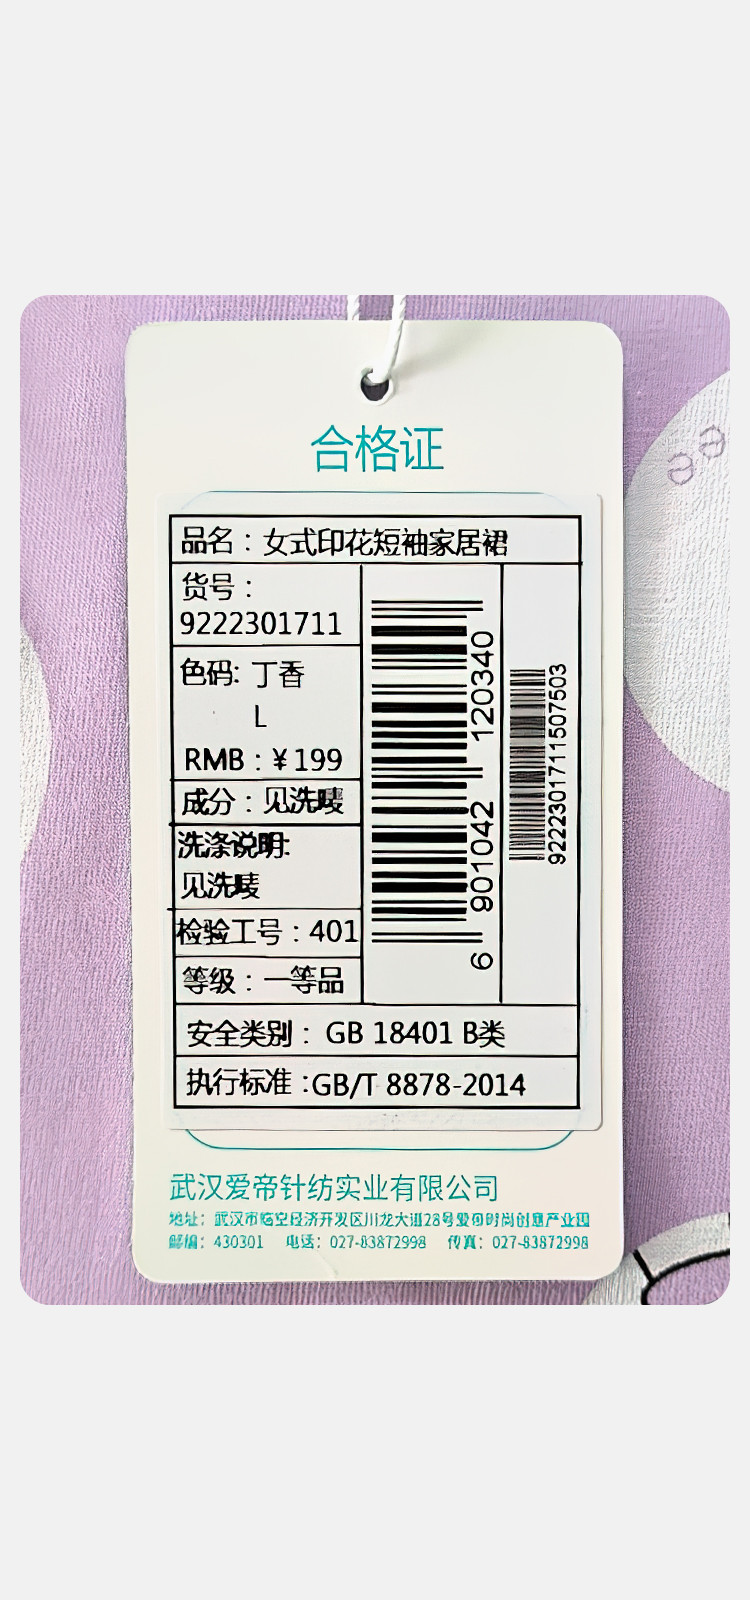 合格证
品名：女式印花短袖家居裙
货号：
9222301711
色码: 丁香
L
RMB：¥199
成分：见洗唛
洗涤说明:
见洗唛
检验工号：401
等级：一等品
6 901042 120340
9222301711507503
安全类别： GB 18401 B类
执行标准：GB/T 8878-2014
武汉爱帝针纺实业有限公司
地址：武汉市临空经济开发区川龙大道28号爱帝时尚创意产业园
邮编：430301 电话：027-83872998 传真：027-83872998